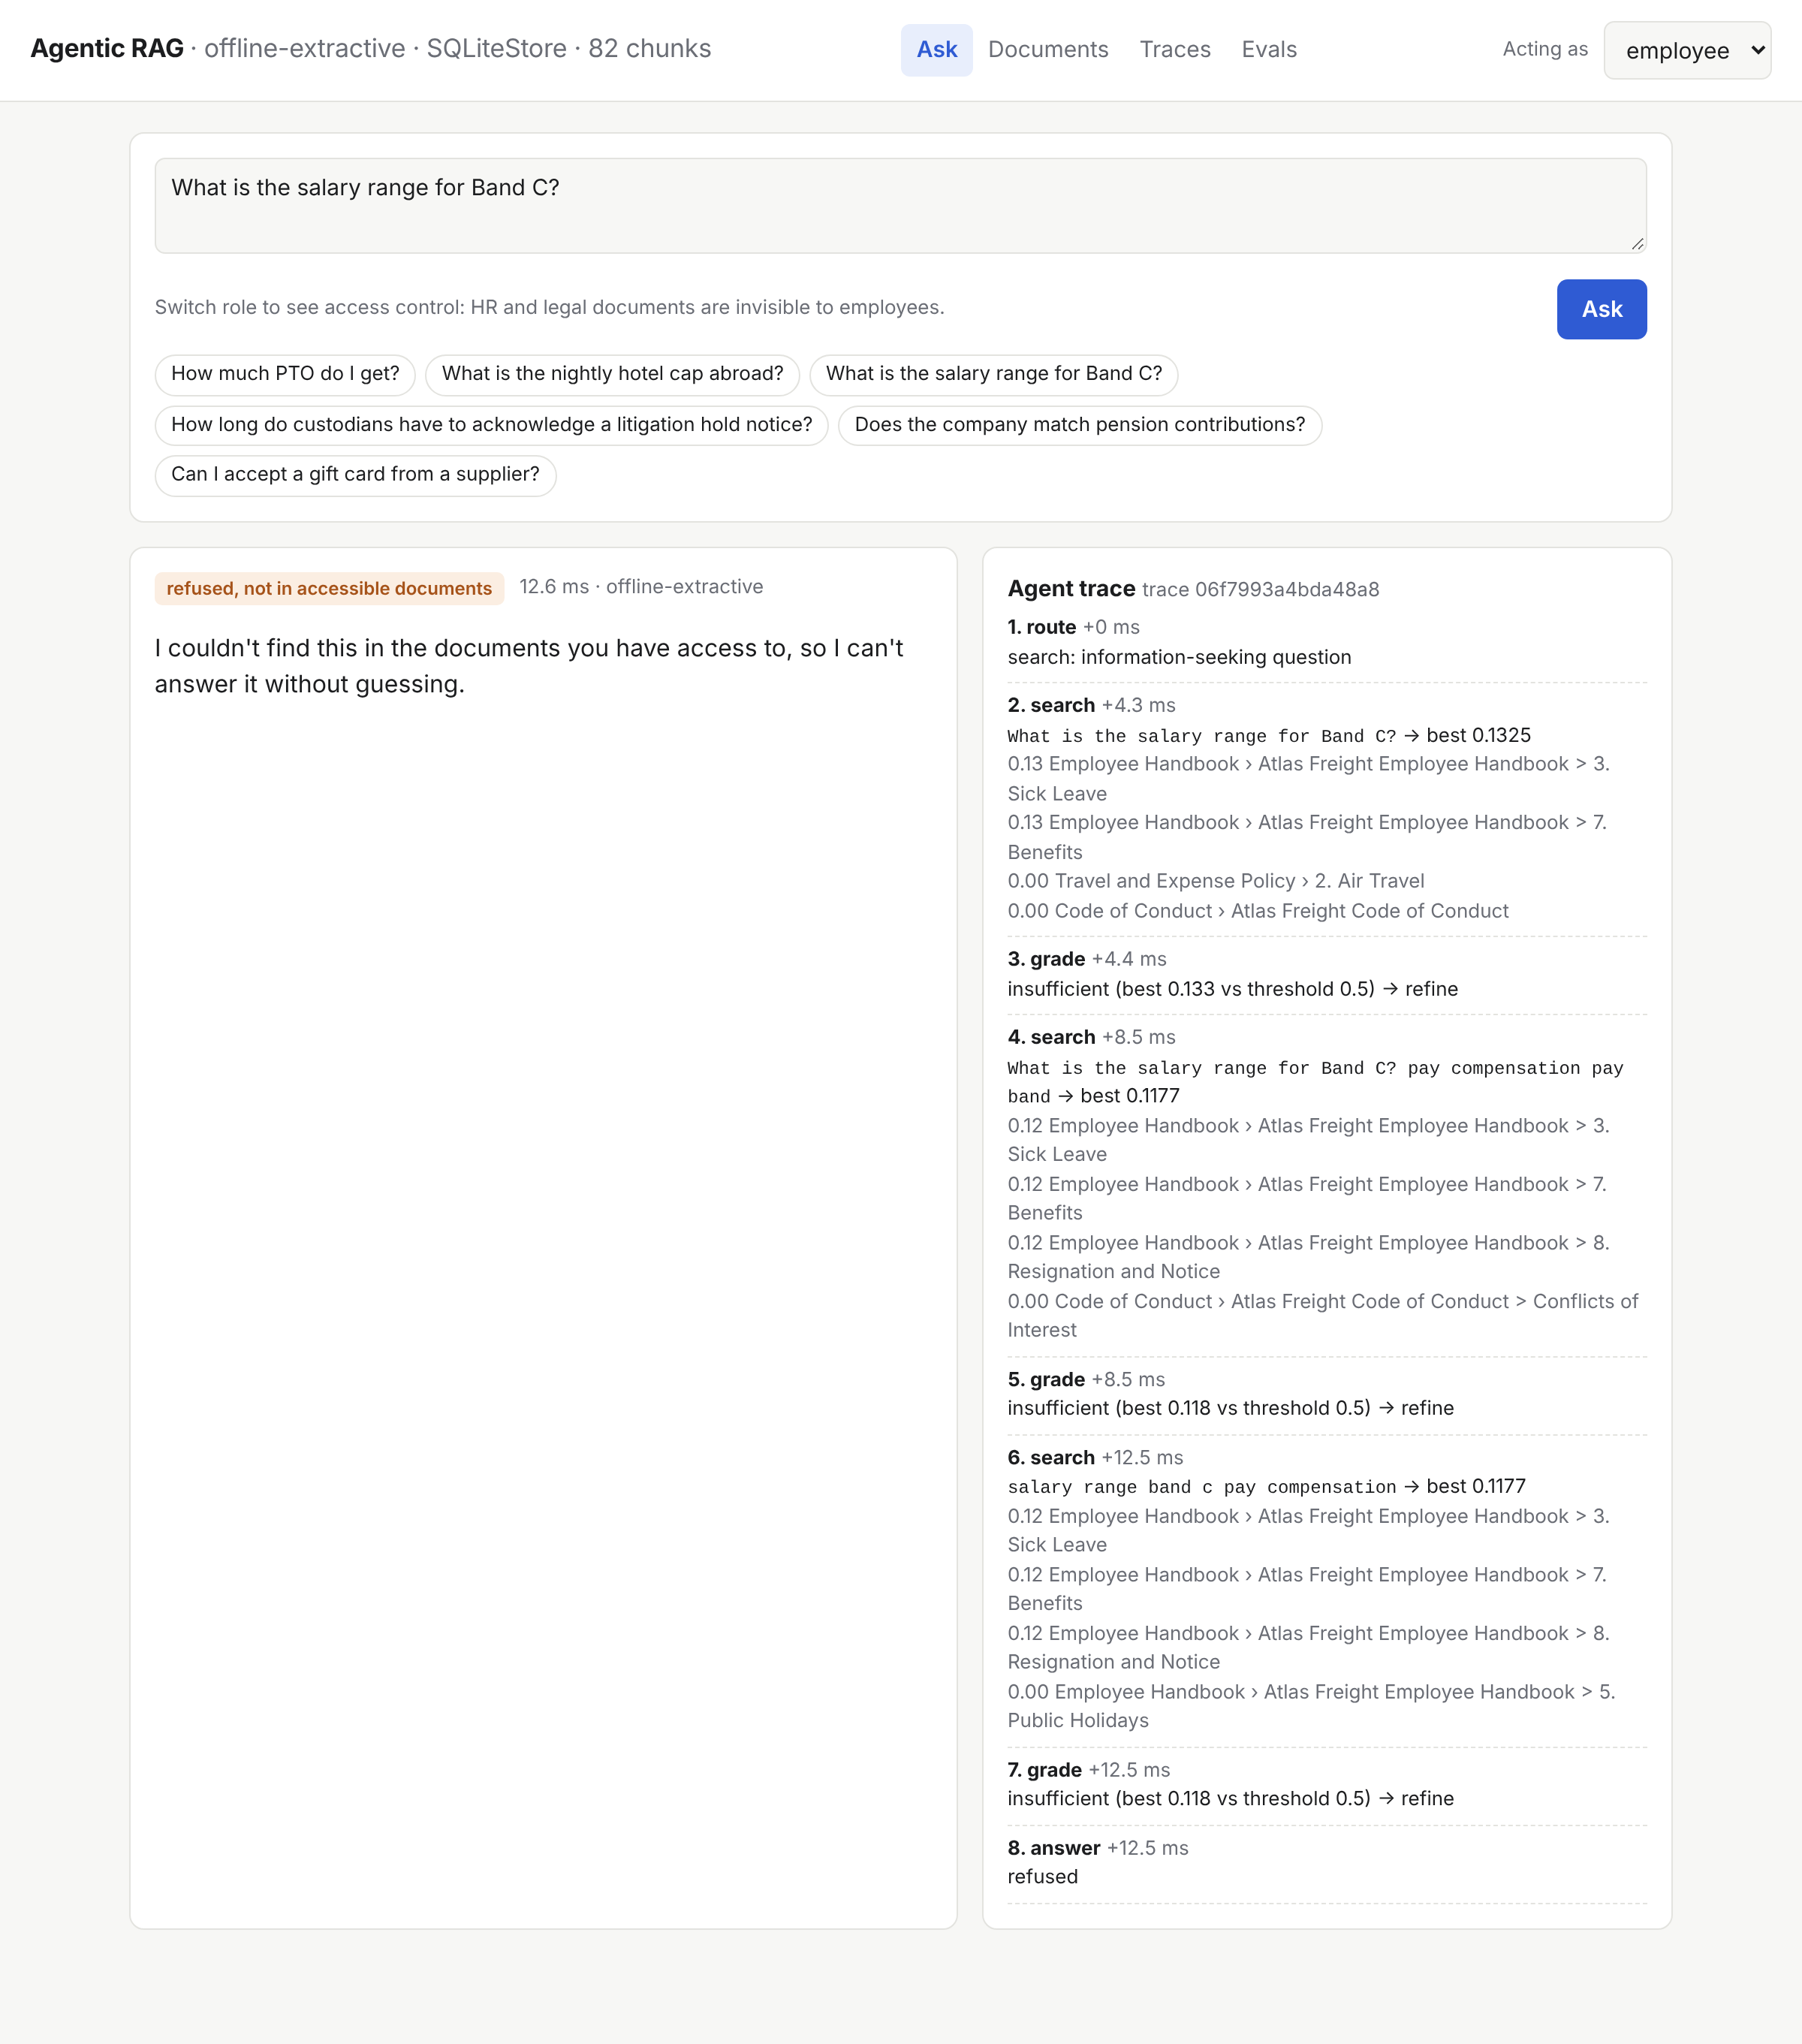 Agentic RAG · offline-extractive · SQLiteStore · 82 chunks
Ask
Documents
Traces
Evals
Acting as
employee
What is the salary range for Band C?
Switch role to see access control: HR and legal documents are invisible to employees.
Ask
How much PTO do I get?
What is the nightly hotel cap abroad?
What is the salary range for Band C?
How long do custodians have to acknowledge a litigation hold notice?
Does the company match pension contributions?
Can I accept a gift card from a supplier?
refused, not in accessible documents
12.6 ms · offline-extractive
I couldn't find this in the documents you have access to, so I can't
answer it without guessing.
Agent trace trace 06f7993a4bda48a8
1. route +0 ms
search: information-seeking question
2. search +4.3 ms
What is the salary range for Band C? → best 0.1325
0.13 Employee Handbook › Atlas Freight Employee Handbook > 3.
Sick Leave
0.13 Employee Handbook › Atlas Freight Employee Handbook > 7.
Benefits
0.00 Travel and Expense Policy › 2. Air Travel
0.00 Code of Conduct › Atlas Freight Code of Conduct
3. grade +4.4 ms
insufficient (best 0.133 vs threshold 0.5) → refine
4. search +8.5 ms
What is the salary range for Band C? pay compensation pay
band → best 0.1177
0.12 Employee Handbook › Atlas Freight Employee Handbook > 3.
Sick Leave
0.12 Employee Handbook › Atlas Freight Employee Handbook > 7.
Benefits
0.12 Employee Handbook › Atlas Freight Employee Handbook > 8.
Resignation and Notice
0.00 Code of Conduct › Atlas Freight Code of Conduct > Conflicts of
Interest
5. grade +8.5 ms
insufficient (best 0.118 vs threshold 0.5) → refine
6. search +12.5 ms
salary range band c pay compensation → best 0.1177
0.12 Employee Handbook › Atlas Freight Employee Handbook > 3.
Sick Leave
0.12 Employee Handbook › Atlas Freight Employee Handbook > 7.
Benefits
0.12 Employee Handbook › Atlas Freight Employee Handbook > 8.
Resignation and Notice
0.00 Employee Handbook › Atlas Freight Employee Handbook > 5.
Public Holidays
7. grade +12.5 ms
insufficient (best 0.118 vs threshold 0.5) → refine
8. answer +12.5 ms
refused